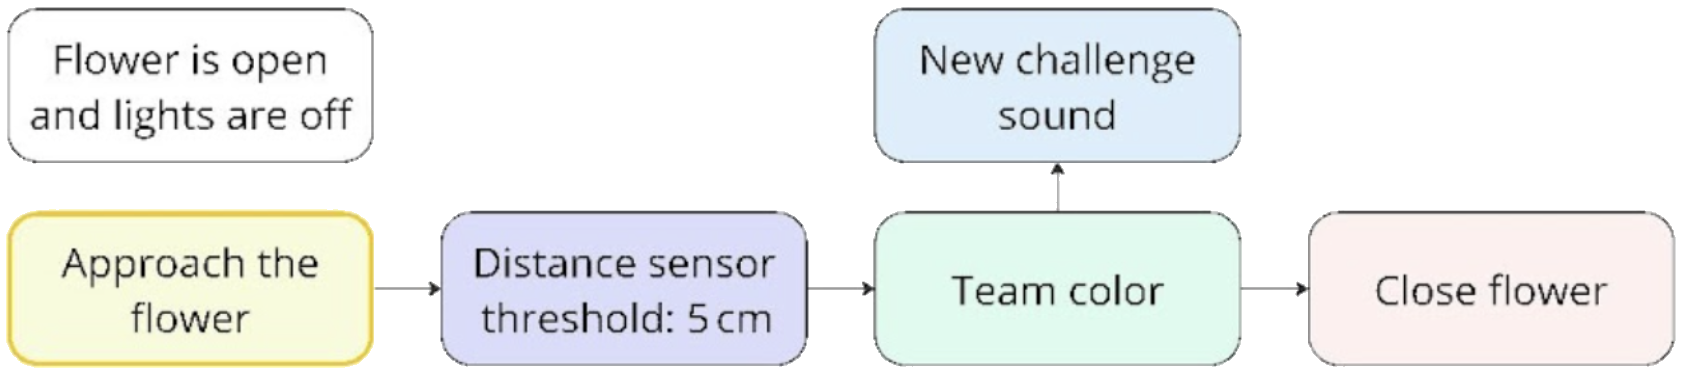 Flower is open
and lights are off
New challenge
sound
Approach the
flower
Distance sensor
threshold: 5 cm
Team color
Close flower